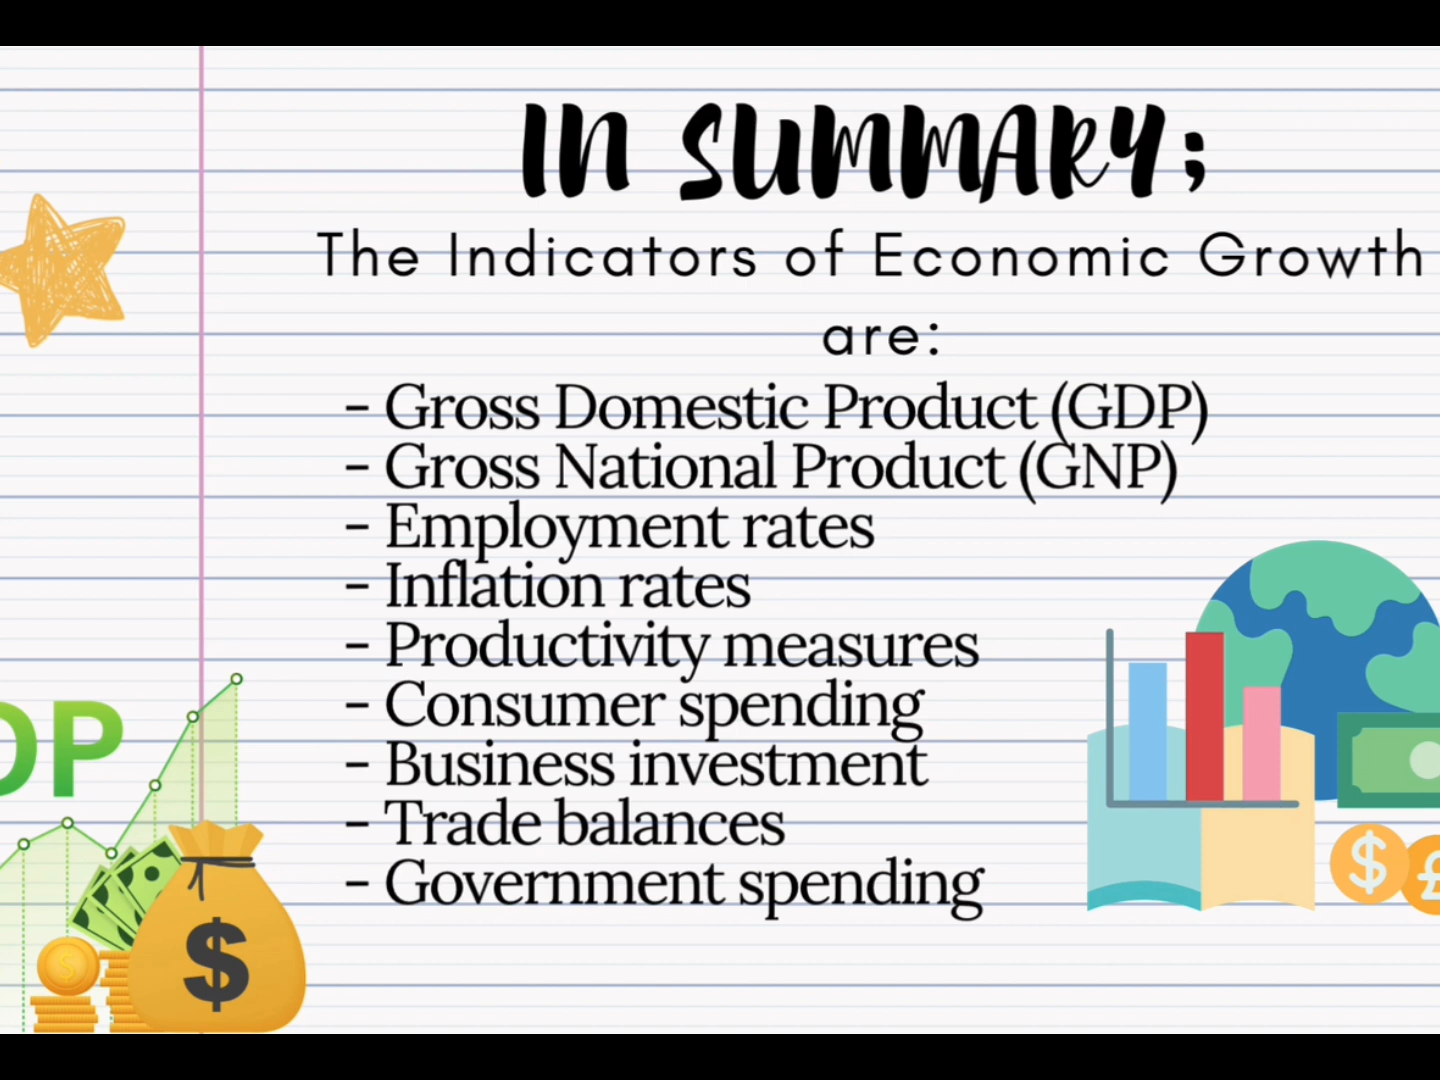 IN SUMMARY;
The Indicators of Economic Growth
are:
- Gross Domestic Product (GDP)
- Gross National Product (GNP)
- Employment rates
- Inflation rates
- Productivity measures
- Consumer spending
- Business investment
- Trade balances
- Government spending
DP
$
$
$
£